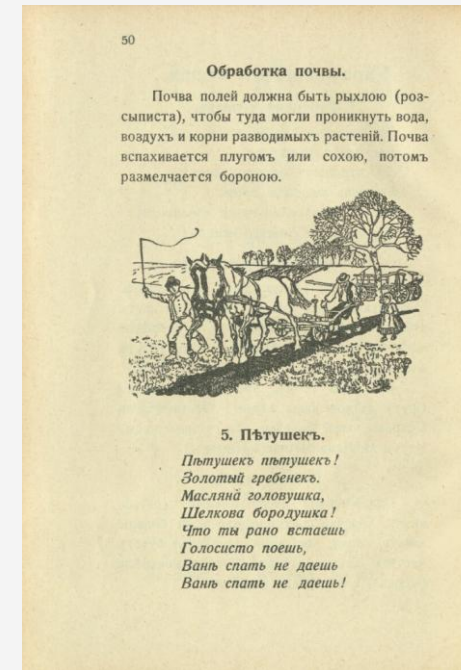 50
Обработка почвы.
Почва полей должна быть рыхлою (роз-
сыписта), чтобы туда могли проникнуть вода,
воздухъ и корни разводимыхъ растеній. Почва
вспахивается плугомъ или сохою, потомъ
размелчается бороною.
5. Пѣтушекъ.
Пѣтушекъ пѣтушекъ!
Золотый гребенекъ.
Масляна́ головушка,
Шелкова бородушка!
Что ты рано встаешь
Голосисто поешь,
Ванѣ спать не даешь
Ванѣ спать не даешь!